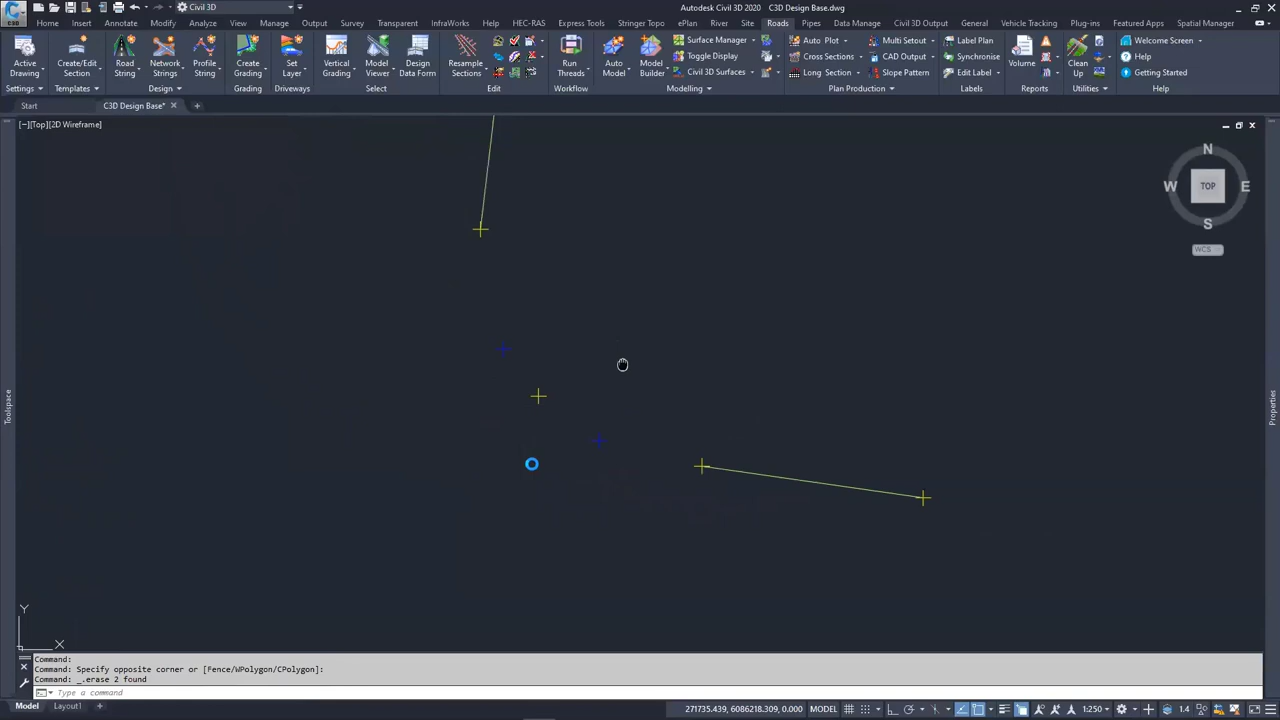 Civil 3D
Autodesk Civil 3D 2020 C3D Design Base.dwg
C3D
Home Insert Annotate Modify Analyze View Manage Output Survey Transparent InfraWorks Help HEC-RAS Express Tools Stringer Topo ePlan Rivers Site Roads Pipes Data Manage Civil 3D Output General Vehicle Tracking Plug-ins Featured Apps Spatial Manager
Active Drawing
Create/Edit Section
Road String
Network Strings
Profile String
Create Grading
Set Layer
Vertical Grading
Model Viewer
Design Data Form
Resample Sections
Run Threads
Auto Model
Model Builder
Surface Manager
Toggle Display
Civil 3D Surfaces
Auto Plot
Cross Sections
Long Section
Multi Setout
CAD Output
Slope Pattern
Label Plan
Synchronise
Edit Label
Volume
Clean Up
Welcome Screen
Help
Getting Started
Settings Templates Design Grading Driveways Select Edit Workflow Modelling Plan Production Labels Reports Utilities Help
Start C3D Design Base*
[−][Top][2D Wireframe]
N
W TOP E
S
WCS
Toolspace
Properties
Y
X
Command:
Command: Specify opposite corner or [Fence/WPolygon/CPolygon]:
Command: _.erase 2 found
Type a command
Model Layout1
271735.439, 6086218.309, 0.000 MODEL 1:250 1.4